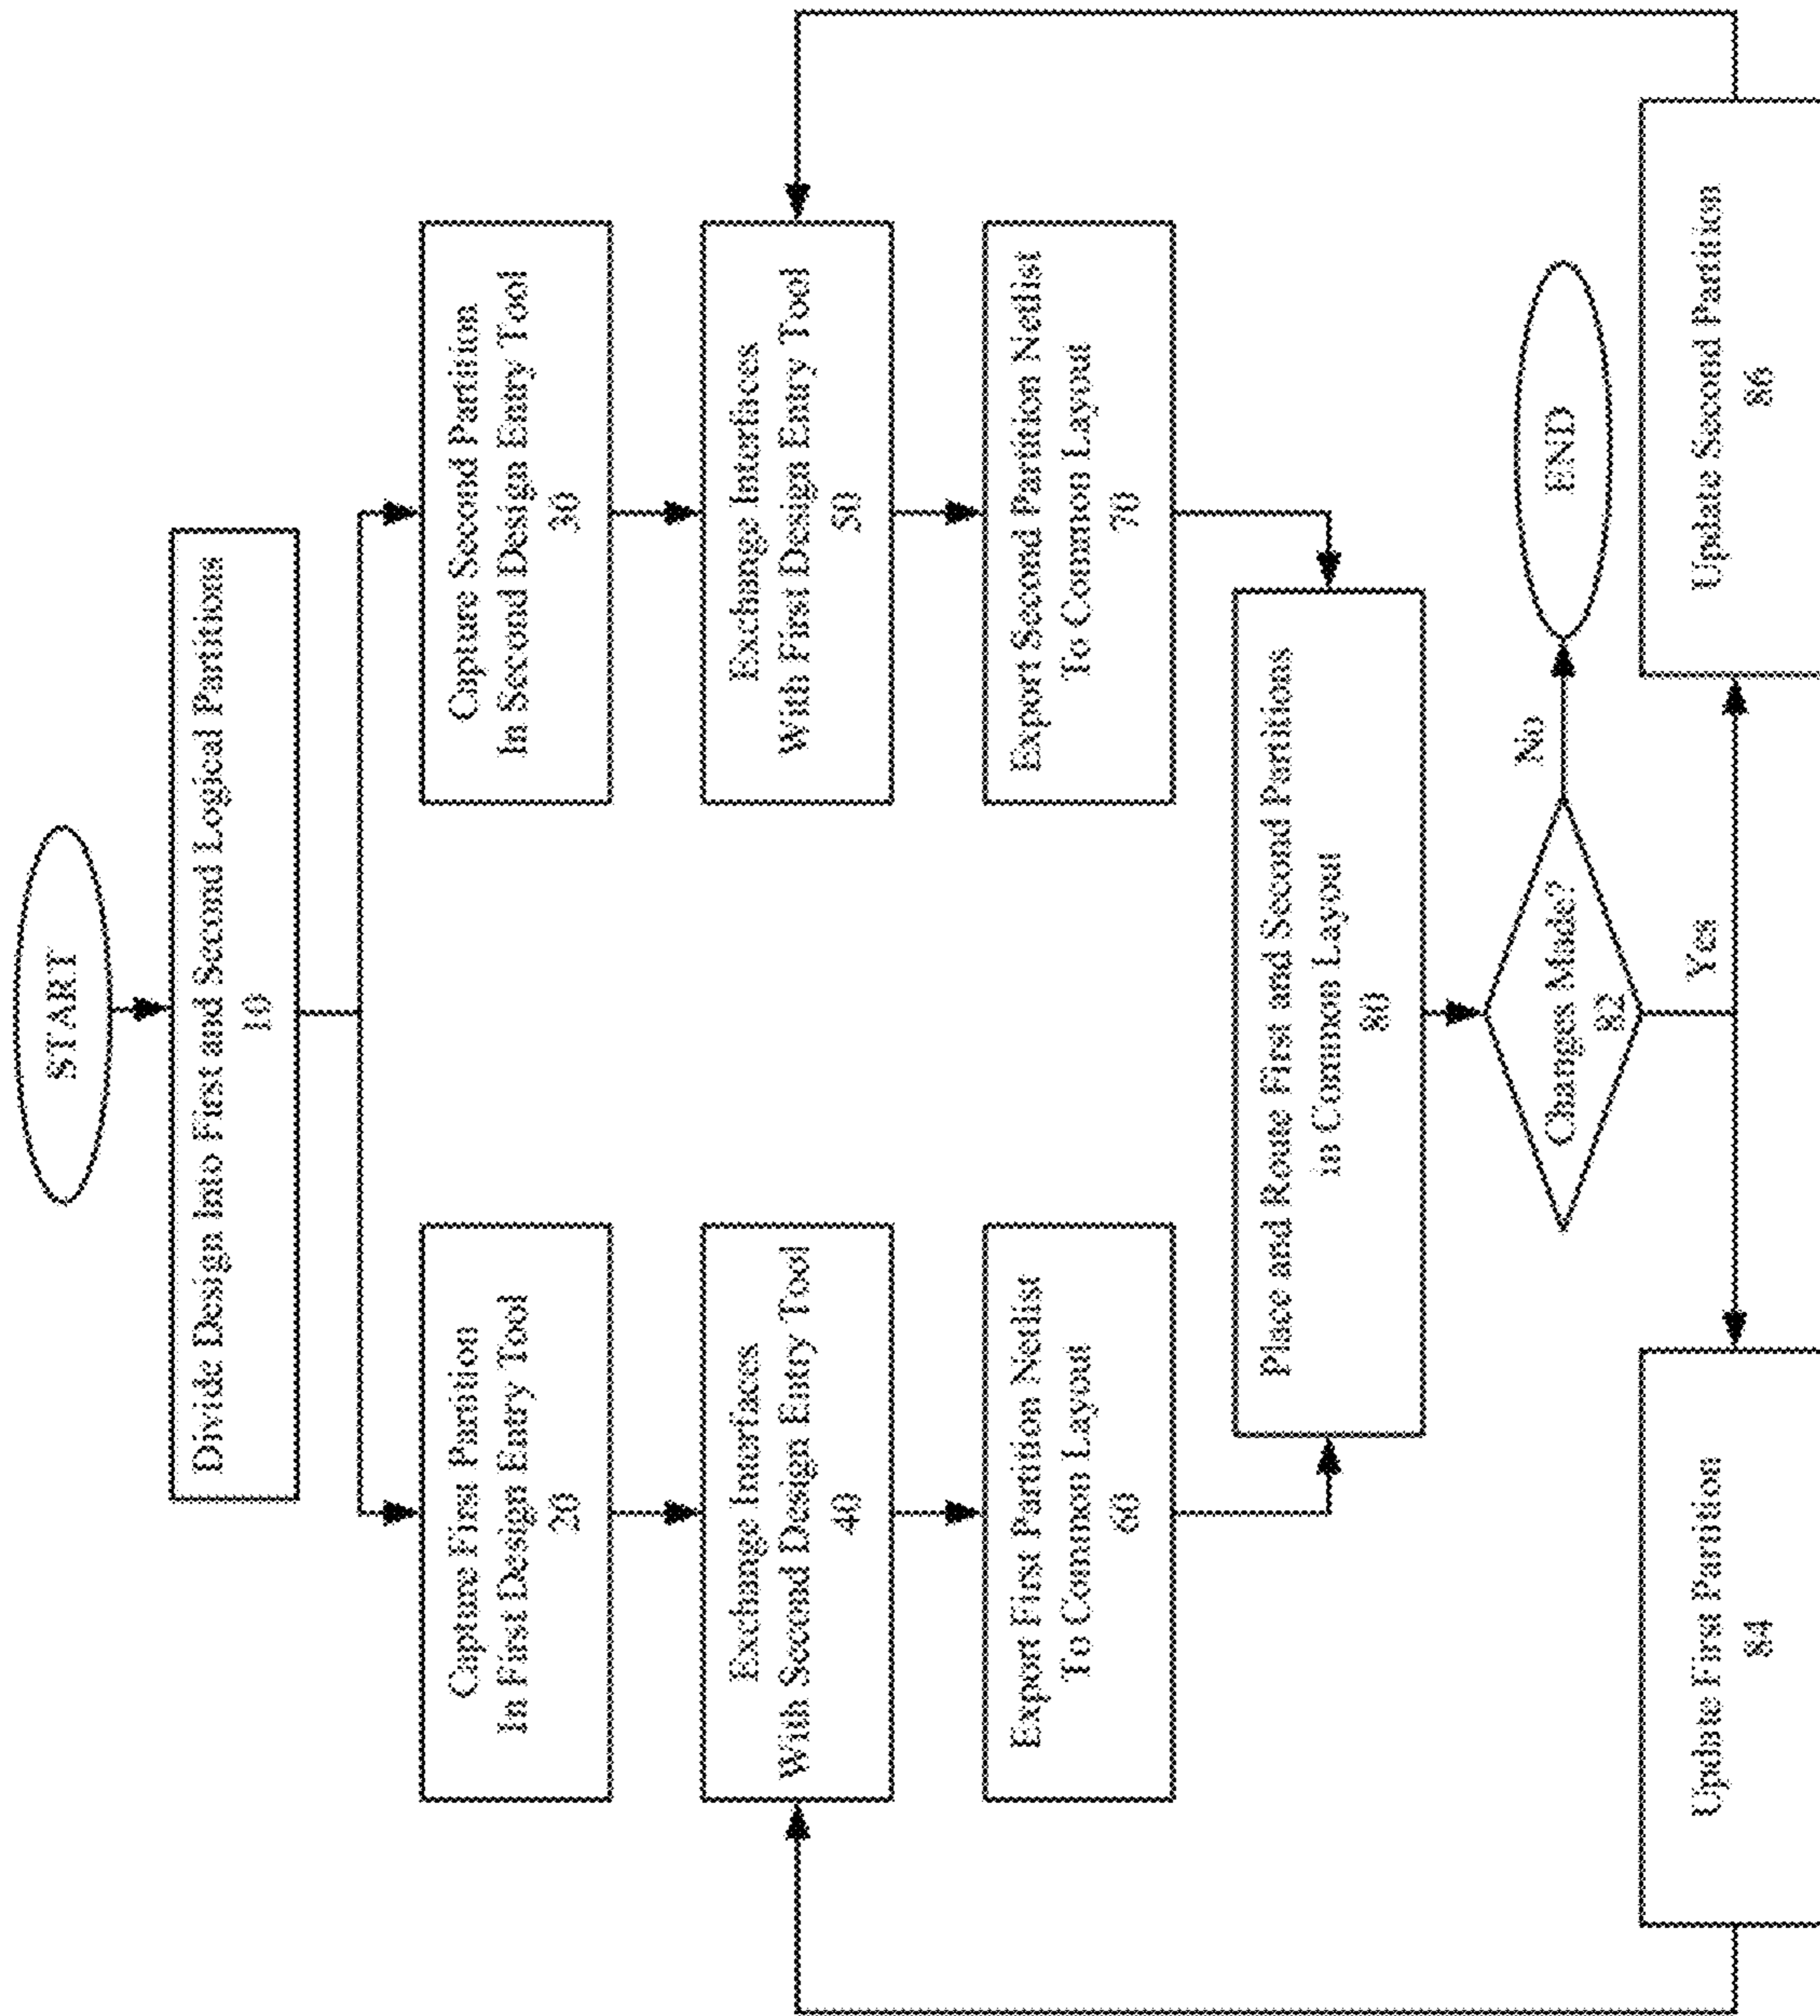 START
Divide Design Into First and Second Logical Partitions
10
Capture First Partition
In First Design Entry Tool
20
Capture Second Partition
In Second Design Entry Tool
30
Exchange Interfaces
With Second Design Entry Tool
40
Exchange Interfaces
With First Design Entry Tool
50
Export First Partition Netlist
To Common Layout
60
Export Second Partition Netlist
To Common Layout
70
Place and Route First and Second Partitions
in Common Layout
80
Changes Made?
82
No
END
Yes
Update First Partition
84
Update Second Partition
86